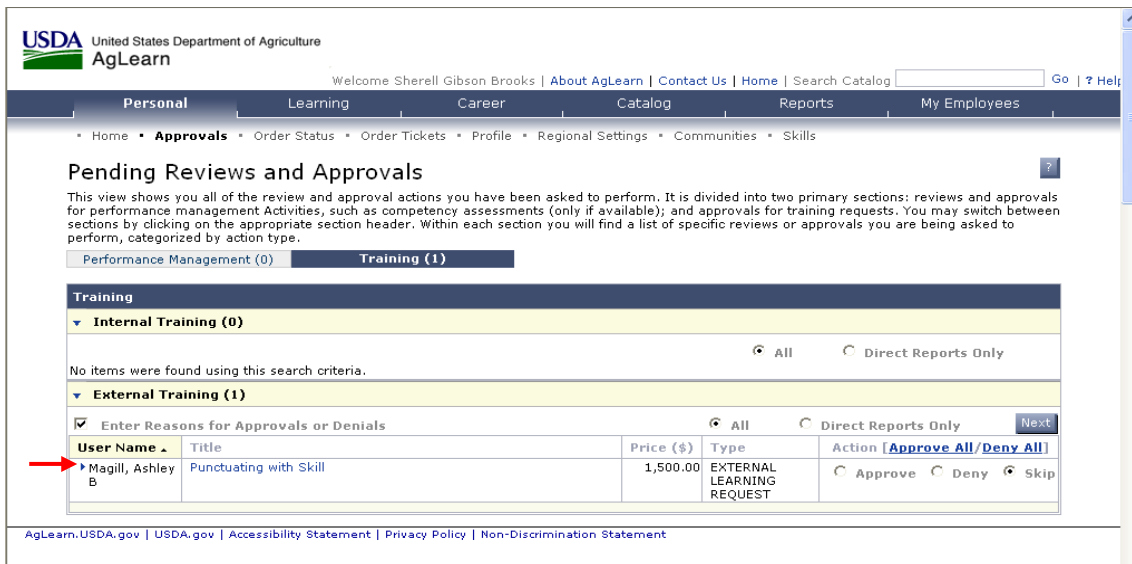 USDA United States Department of Agriculture
AgLearn
Welcome Sherell Gibson Brooks | About AgLearn | Contact Us | Home | Search Catalog Go | ? Help
Personal Learning Career Catalog Reports My Employees
Home Approvals Order Status Order Tickets Profile Regional Settings Communities Skills
Pending Reviews and Approvals ?
This view shows you all of the review and approval actions you have been asked to perform. It is divided into two primary sections: reviews and approvals
for performance management Activities, such as competency assessments (only if available); and approvals for training requests. You may switch between
sections by clicking on the appropriate section header. Within each section you will find a list of specific reviews or approvals you are being asked to
perform, categorized by action type.
Performance Management (0) Training (1)
Training
Internal Training (0)
All Direct Reports Only
No items were found using this search criteria.
External Training (1)
Enter Reasons for Approvals or Denials All Direct Reports Only Next
User Name Title Price ($) Type Action [Approve All/Deny All]
Magill, Ashley Punctuating with Skill 1,500.00 EXTERNAL Approve Deny Skip
B LEARNING
REQUEST
AgLearn.USDA.gov | USDA.gov | Accessibility Statement | Privacy Policy | Non-Discrimination Statement